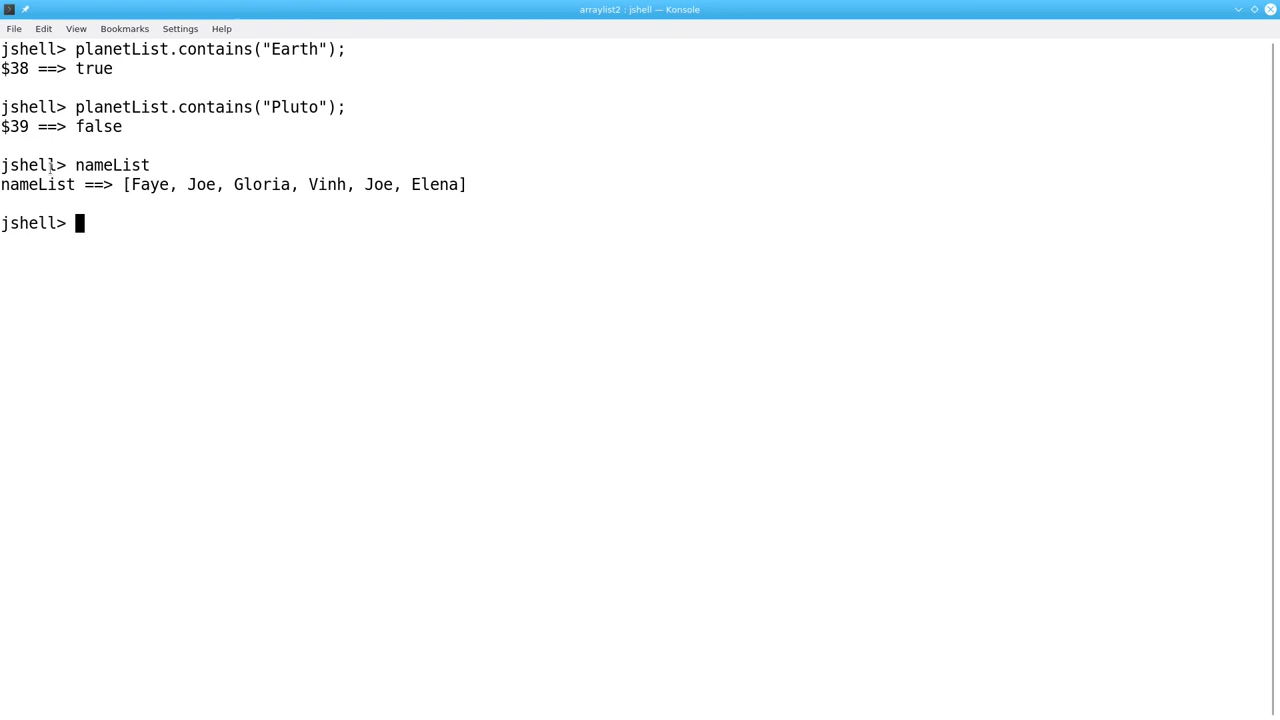 arraylist2 : jshell — Konsole
File Edit View Bookmarks Settings Help
jshell> planetList.contains("Earth");
$38 ==> true
jshell> planetList.contains("Pluto");
$39 ==> false
jshell> nameList
nameList ==> [Faye, Joe, Gloria, Vinh, Joe, Elena]
jshell>